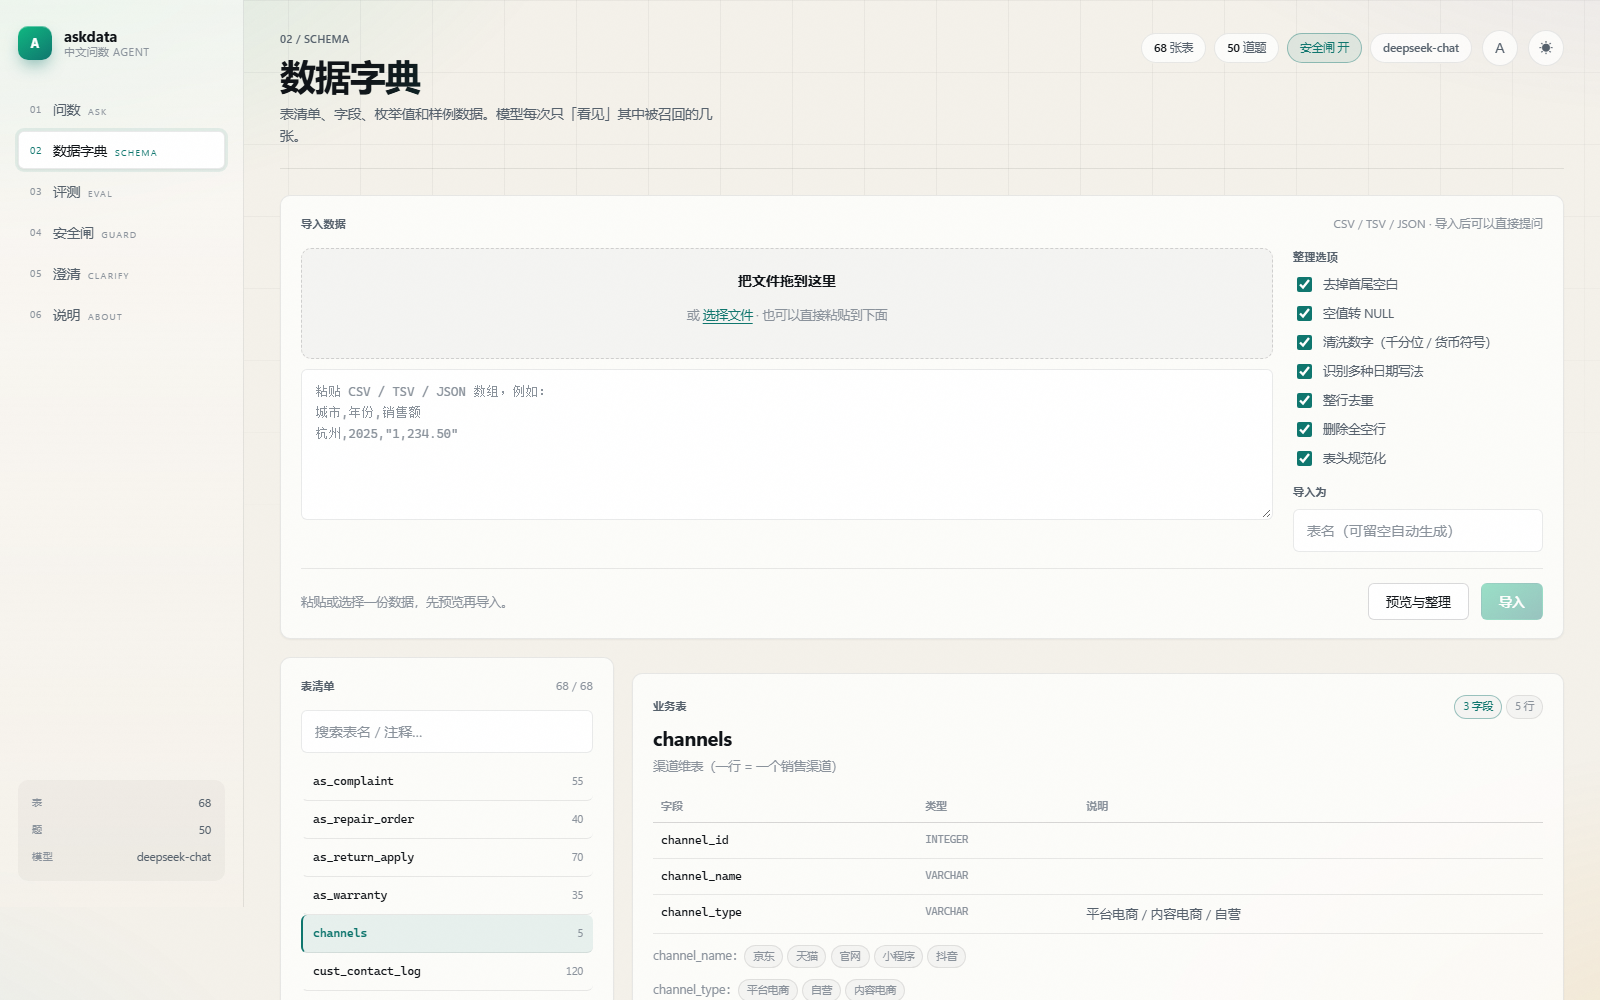 A
askdata
中文问数 AGENT
01 问数 ASK
02 数据字典 SCHEMA
03 评测 EVAL
04 安全闸 GUARD
05 澄清 CLARIFY
06 说明 ABOUT
表 68
题 50
模型 deepseek-chat
02 / SCHEMA
数据字典
表清单、字段、枚举值和样例数据。模型每次只「看见」其中被召回的几
张。
68 张表
50 道题
安全闸 开
deepseek-chat
A
导入数据
CSV / TSV / JSON · 导入后可以直接提问
把文件拖到这里
或 选择文件 · 也可以直接粘贴到下面
粘贴 CSV / TSV / JSON 数组，例如：
城市,年份,销售额
杭州,2025,"1,234.50"
整理选项
去掉首尾空白
空值转 NULL
清洗数字（千分位 / 货币符号）
识别多种日期写法
整行去重
删除全空行
表头规范化
导入为
表名（可留空自动生成）
粘贴或选择一份数据，先预览再导入。
预览与整理
导入
表清单
68 / 68
搜索表名 / 注释...
as_complaint 55
as_repair_order 40
as_return_apply 70
as_warranty 35
channels 5
cust_contact_log 120
业务表
3 字段
5 行
channels
渠道维表（一行 = 一个销售渠道）
字段 类型 说明
channel_id INTEGER
channel_name VARCHAR
channel_type VARCHAR 平台电商 / 内容电商 / 自营
channel_name： 京东 天猫 官网 小程序 抖音
channel_type： 平台电商 自营 内容电商